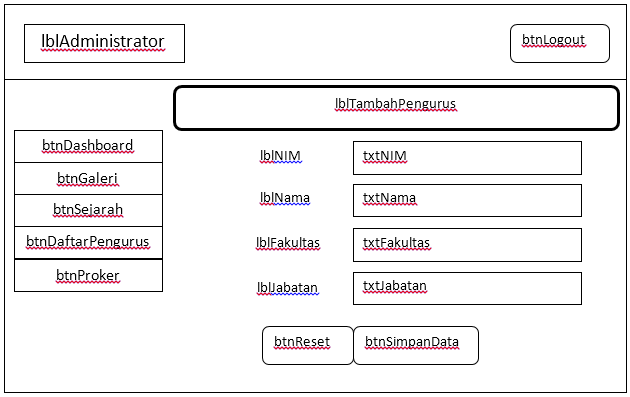 lblAdministrator
btnLogout
lblTambahPengurus
btnDashboard
btnGaleri
btnSejarah
btnDaftarPengurus
btnProker
lblNIM txtNIM
lblNama txtNama
lblFakultas txtFakultas
lblJabatan txtJabatan
btnReset btnSimpanData